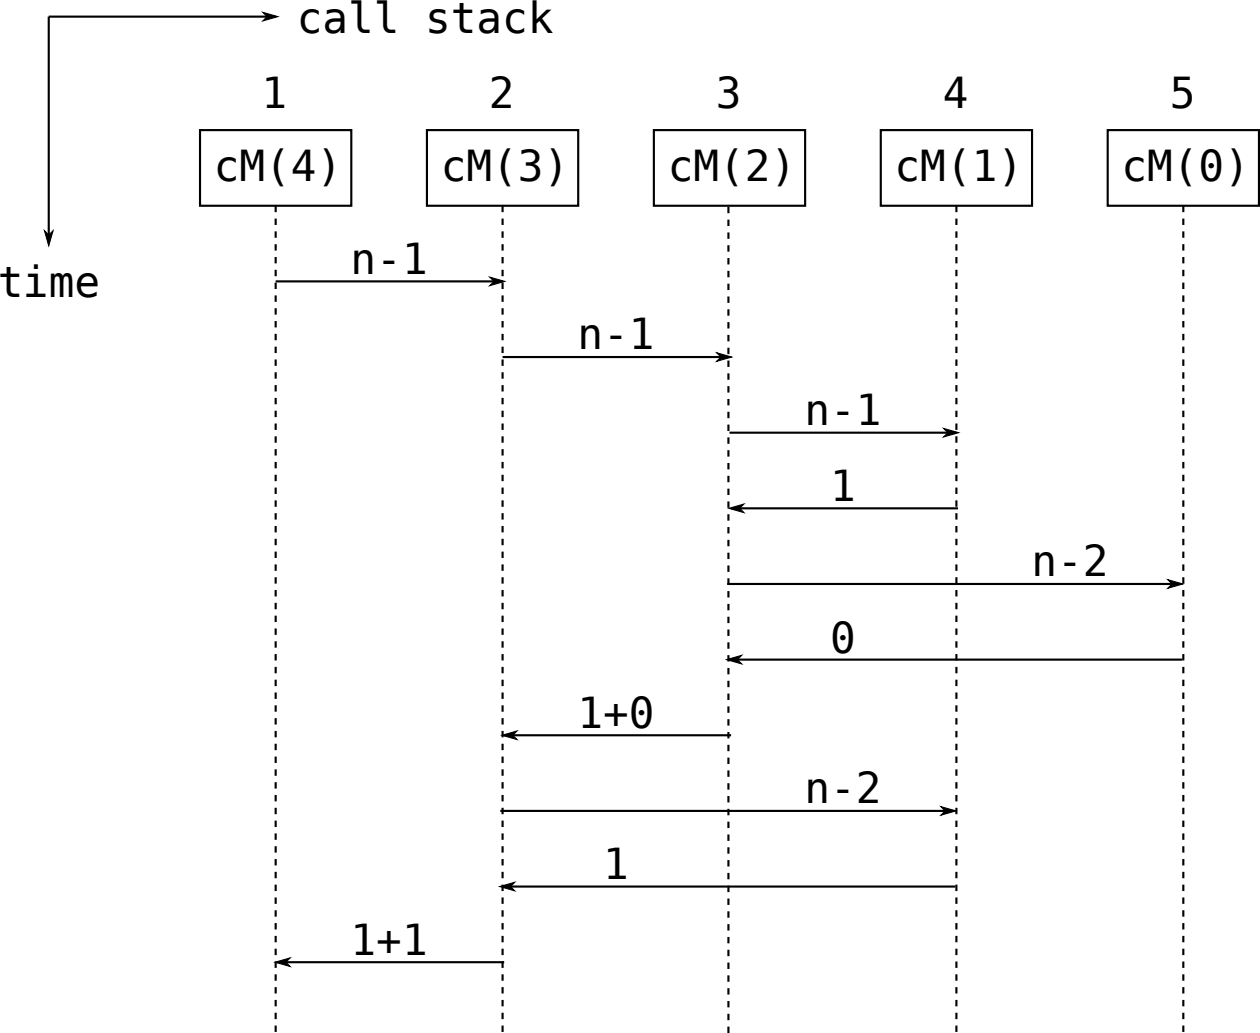 call stack
1 2 3 4 5
cM(4) cM(3) cM(2) cM(1) cM(0)
n-1
time
n-1
n-1
1
n-2
0
1+0
n-2
1
1+1